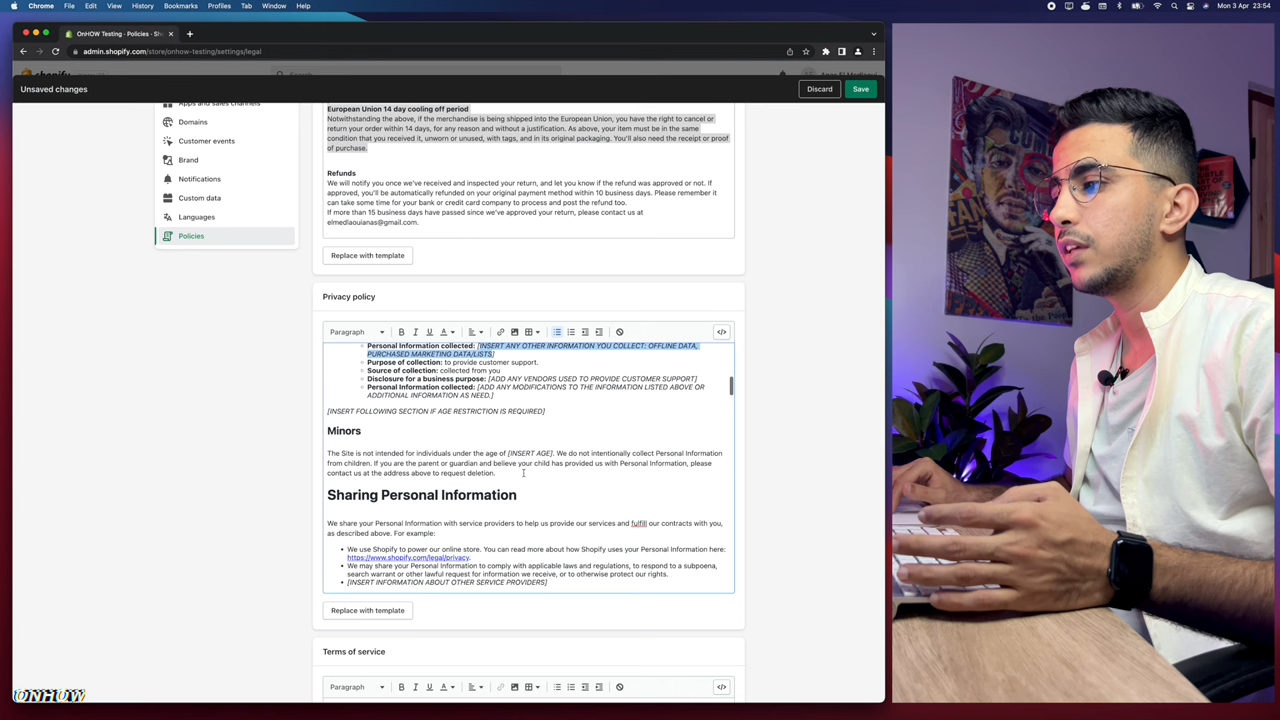 Chrome File Edit View History Bookmarks Profiles Tab Window Help
Mon 3 Apr 23:54
OnHOW Testing · Policies · Sh
admin.shopify.com/store/onhow-testing/settings/legal
Unsaved changes
Discard
Save
Apps and sales channels
Domains
Customer events
Brand
Notifications
Custom data
Languages
Policies
European Union 14 day cooling off period
Notwithstanding the above, if the merchandise is being shipped into the European Union, you have the right to cancel or
return your order within 14 days, for any reason and without a justification. As above, your item must be in the same
condition that you received it, unworn or unused, with tags, and in its original packaging. You'll also need the receipt or proof
of purchase.
Refunds
We will notify you once we've received and inspected your return, and let you know if the refund was approved or not. If
approved, you'll be automatically refunded on your original payment method within 10 business days. Please remember it
can take some time for your bank or credit card company to process and post the refund too.
If more than 15 business days have passed since we've approved your return, please contact us at
elmedlaouianas@gmail.com.
Replace with template
Privacy policy
Paragraph
Personal Information collected: [INSERT ANY OTHER INFORMATION YOU COLLECT: OFFLINE DATA,
PURCHASED MARKETING DATA/LISTS]
Purpose of collection: to provide customer support.
Source of collection: collected from you
Disclosure for a business purpose: [ADD ANY VENDORS USED TO PROVIDE CUSTOMER SUPPORT]
Personal Information collected: [ADD ANY MODIFICATIONS TO THE INFORMATION LISTED ABOVE OR
ADDITIONAL INFORMATION AS NEED.]
[INSERT FOLLOWING SECTION IF AGE RESTRICTION IS REQUIRED]
Minors
The Site is not intended for individuals under the age of [INSERT AGE]. We do not intentionally collect Personal Information
from children. If you are the parent or guardian and believe your child has provided us with Personal Information, please
contact us at the address above to request deletion.
Sharing Personal Information
We share your Personal Information with service providers to help us provide our services and fulfill our contracts with you,
as described above. For example:
We use Shopify to power our online store. You can read more about how Shopify uses your Personal Information here:
https://www.shopify.com/legal/privacy.
We may share your Personal Information to comply with applicable laws and regulations, to respond to a subpoena,
search warrant or other lawful request for information we receive, or to otherwise protect our rights.
[INSERT INFORMATION ABOUT OTHER SERVICE PROVIDERS]
Replace with template
Terms of service
Paragraph
ONHOW